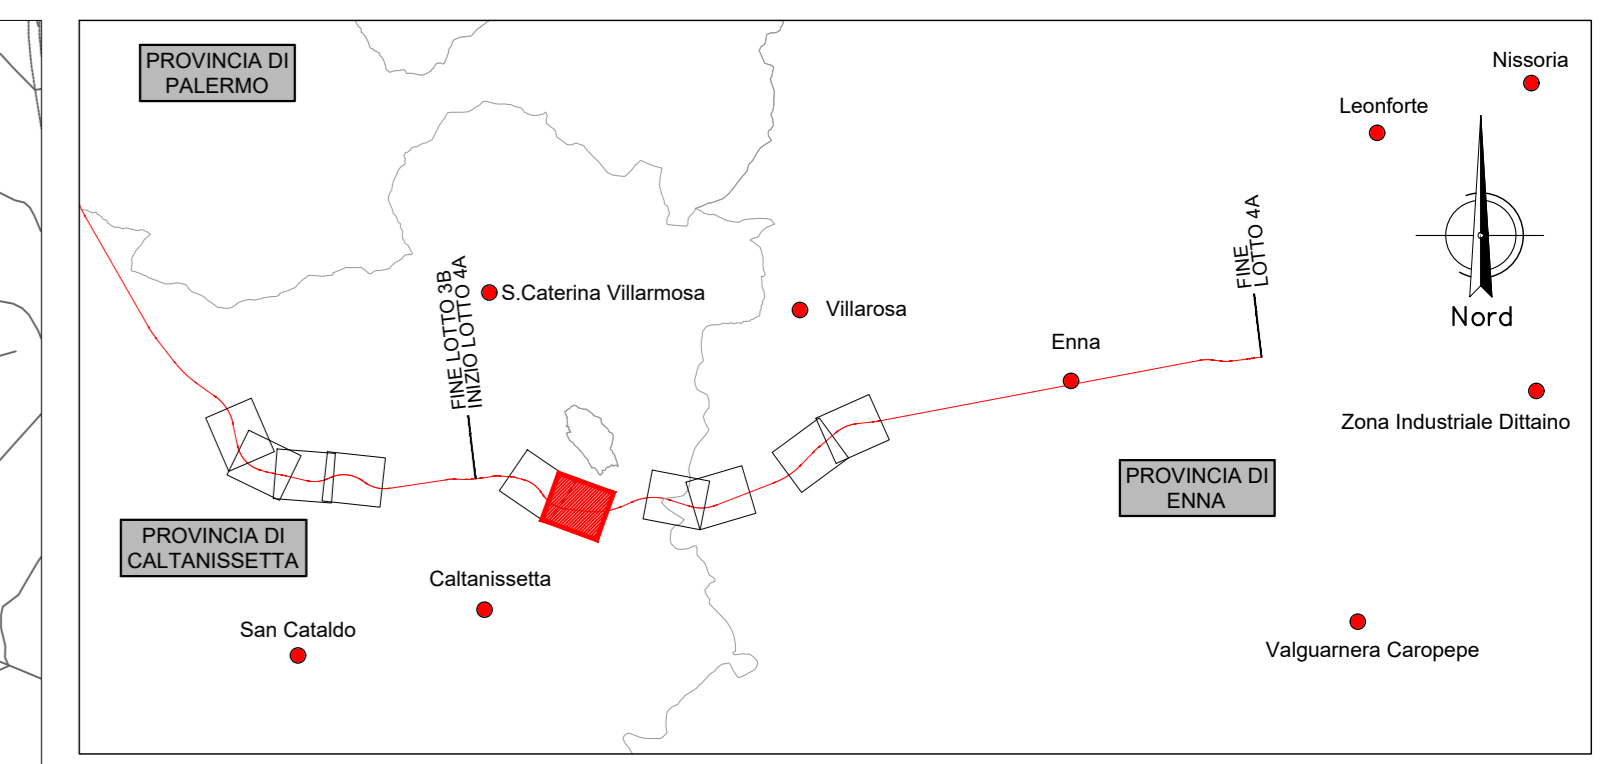 PROVINCIA DI
PALERMO
Nissoria
Leonforte
Nord
FINE
LOTTO 4A
FINE LOTTO 3B
INIZIO LOTTO 4A
S.Caterina Villarmosa
Villarosa
Enna
Zona Industriale Dittaino
PROVINCIA DI
ENNA
PROVINCIA DI
CALTANISSETTA
Caltanissetta
San Cataldo
Valguarnera Caropepe